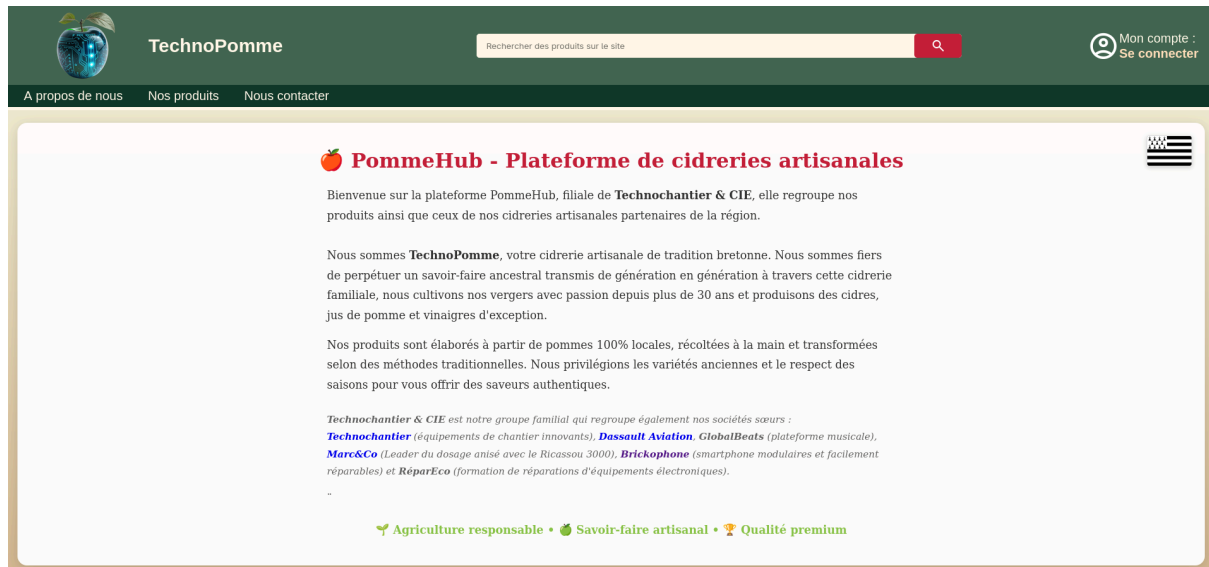 TechnoPomme
Rechercher des produits sur le site
Mon compte :
Se connecter
A propos de nous
Nos produits
Nous contacter
🍎 PommeHub - Plateforme de cidreries artisanales
Bienvenue sur la plateforme PommeHub, filiale de Technochantier & CIE, elle regroupe nos
produits ainsi que ceux de nos cidreries artisanales partenaires de la région.
Nous sommes TechnoPomme, votre cidrerie artisanale de tradition bretonne. Nous sommes fiers
de perpétuer un savoir-faire ancestral transmis de génération en génération à travers cette cidrerie
familiale, nous cultivons nos vergers avec passion depuis plus de 30 ans et produisons des cidres,
jus de pomme et vinaigres d'exception.
Nos produits sont élaborés à partir de pommes 100% locales, récoltées à la main et transformées
selon des méthodes traditionnelles. Nous privilégions les variétés anciennes et le respect des
saisons pour vous offrir des saveurs authentiques.
Technochantier & CIE est notre groupe familial qui regroupe également nos sociétés sœurs :
Technochantier (équipements de chantier innovants), Dassault Aviation, GlobalBeats (plateforme musicale),
Marc&Co (Leader du dosage anisé avec le Ricassou 3000), Brickophone (smartphone modulaires et facilement
réparables) et RéparEco (formation de réparations d'équipements électroniques).
..
🌱 Agriculture responsable • 🍏 Savoir-faire artisanal • 🏆 Qualité premium